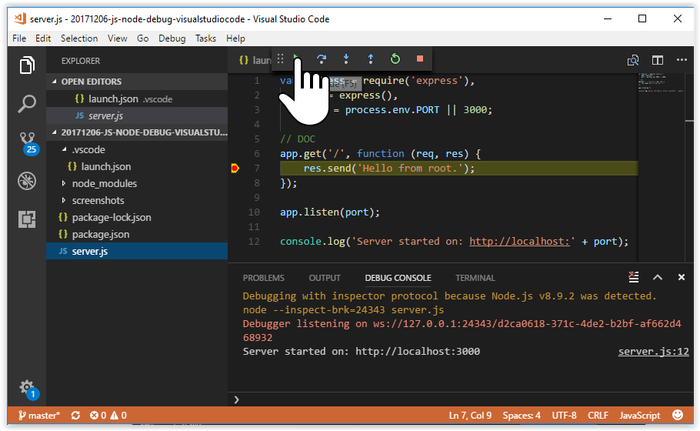 server.js - 20171206-js-node-debug-visualstudiocode - Visual Studio Code
File Edit Selection View Go Debug Tasks Help
EXPLORER
OPEN EDITORS
{} launch.json .vscode
JS server.js
20171206-JS-NODE-DEBUG-VISUALSTU...
.vscode
{} launch.json
node_modules
screenshots
{} package-lock.json
{} package.json
JS server.js
25
1
{} laun
1 va require('express'),
2 = express(),
3 = process.env.PORT || 3000;
4
5 // DOC
6 app.get('/', function (req, res) {
7 res.send('Hello from root.');
8 });
9
10 app.listen(port);
11
12 console.log('Server started on: http://localhost:' + port);
PROBLEMS OUTPUT DEBUG CONSOLE TERMINAL
Debugging with inspector protocol because Node.js v8.9.2 was detected.
node --inspect-brk=24343 server.js
Debugger listening on ws://127.0.0.1:24343/d2ca0618-371c-4de2-b2bf-af662d4
68932
Server started on: http://localhost:3000 server.js:12
master* 0 0 Ln 7, Col 9 Spaces: 4 UTF-8 CRLF JavaScript